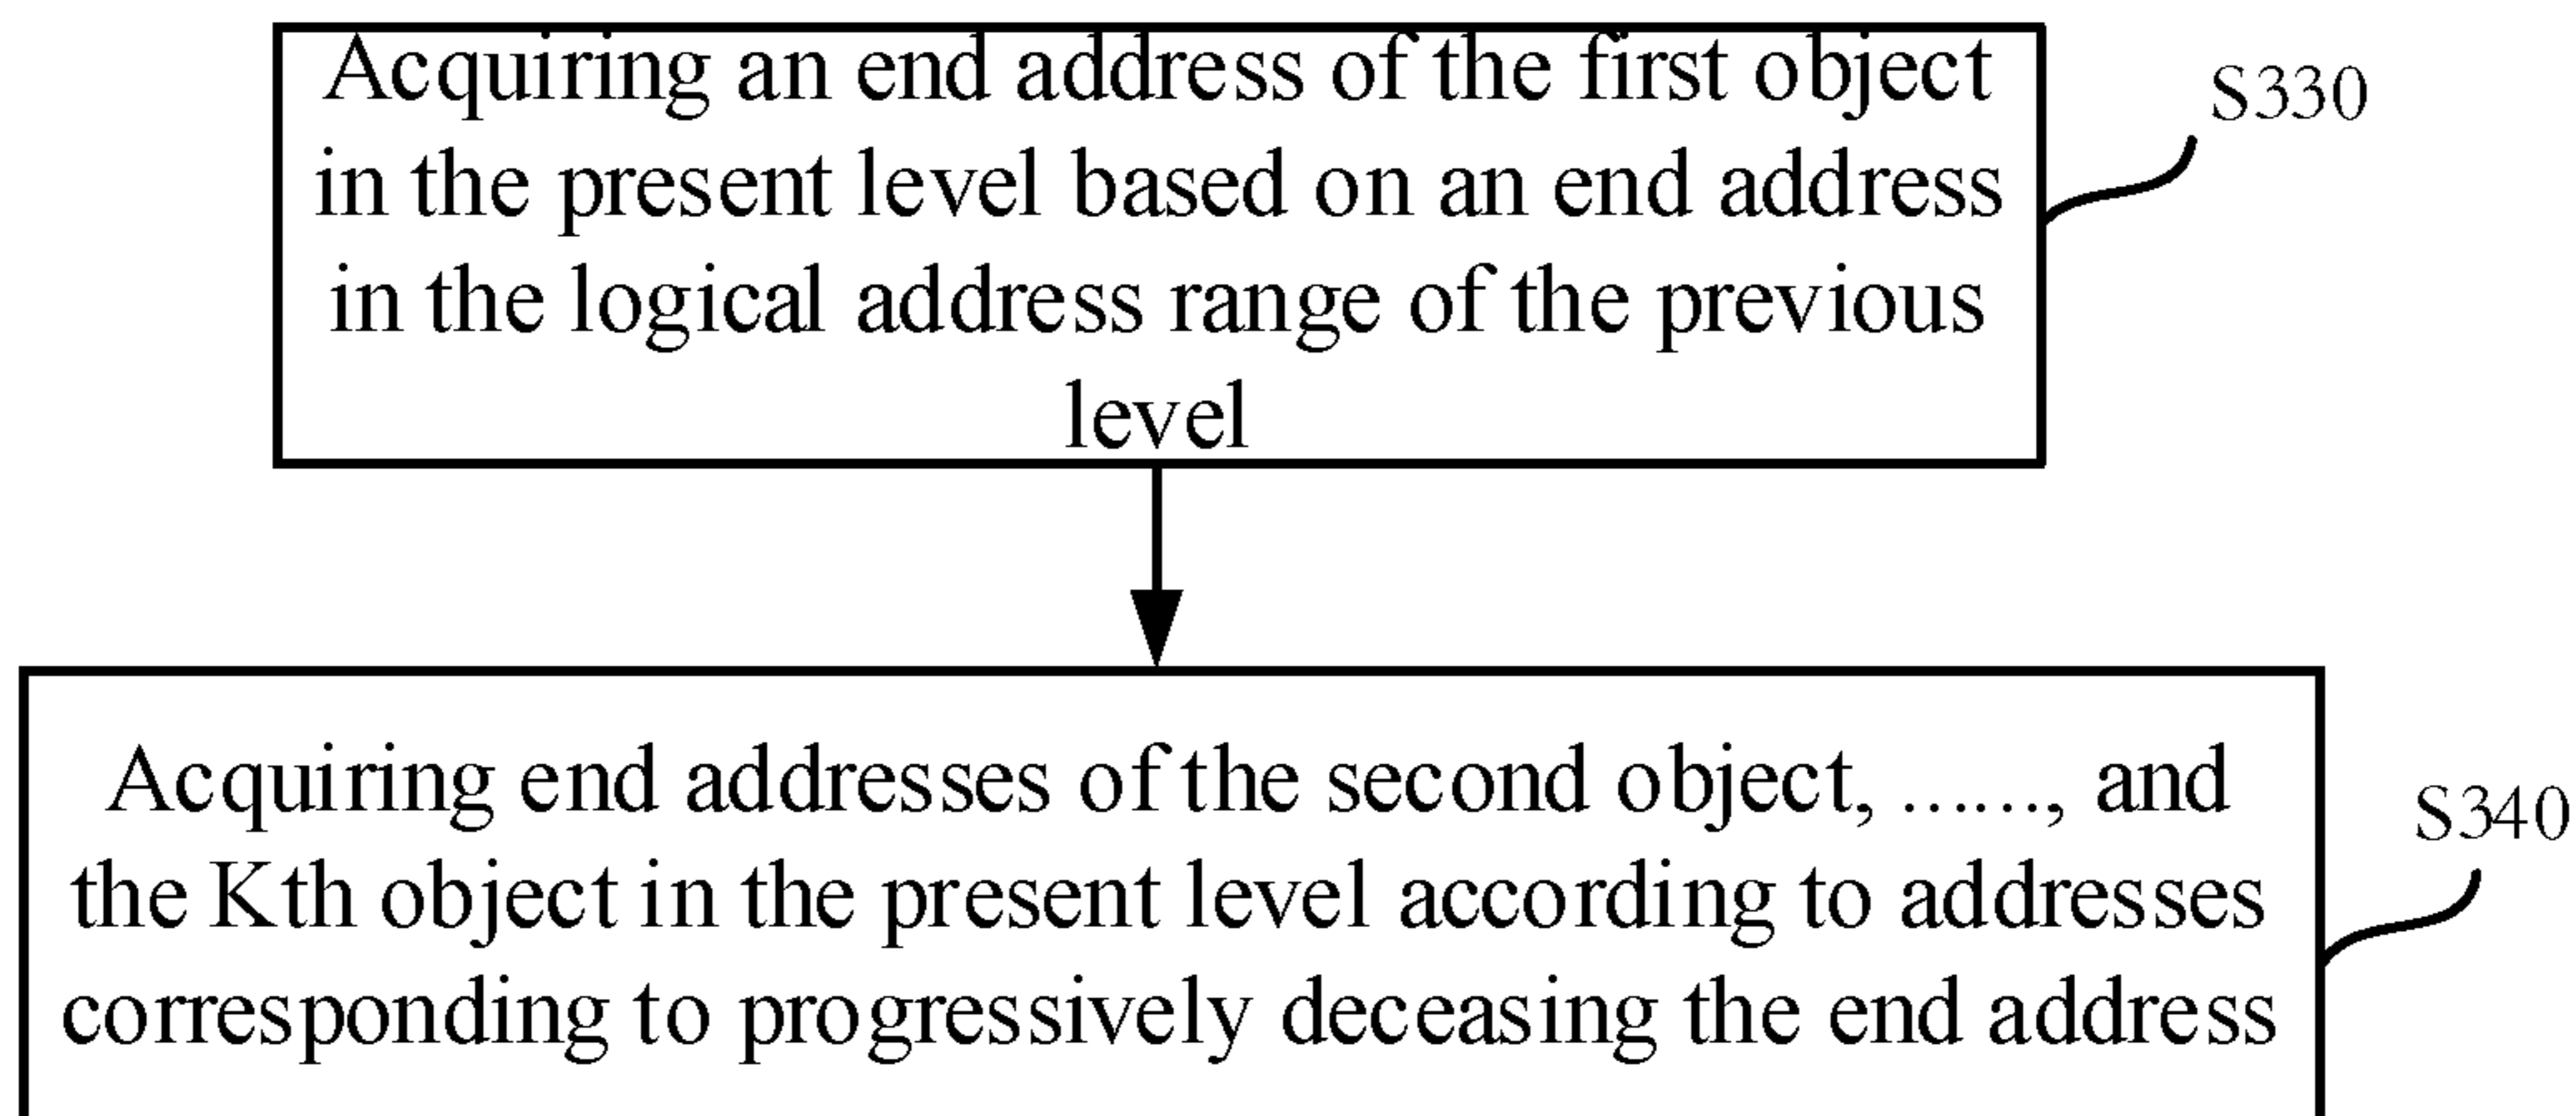 Acquiring an end address of the first object
S330
in the present level based on an end address
in the logical address range of the previous
level
Acquiring end addresses of the second object, ......, and
S340
the Kth object in the present level according to addresses
corresponding to progressively deceasing the end address